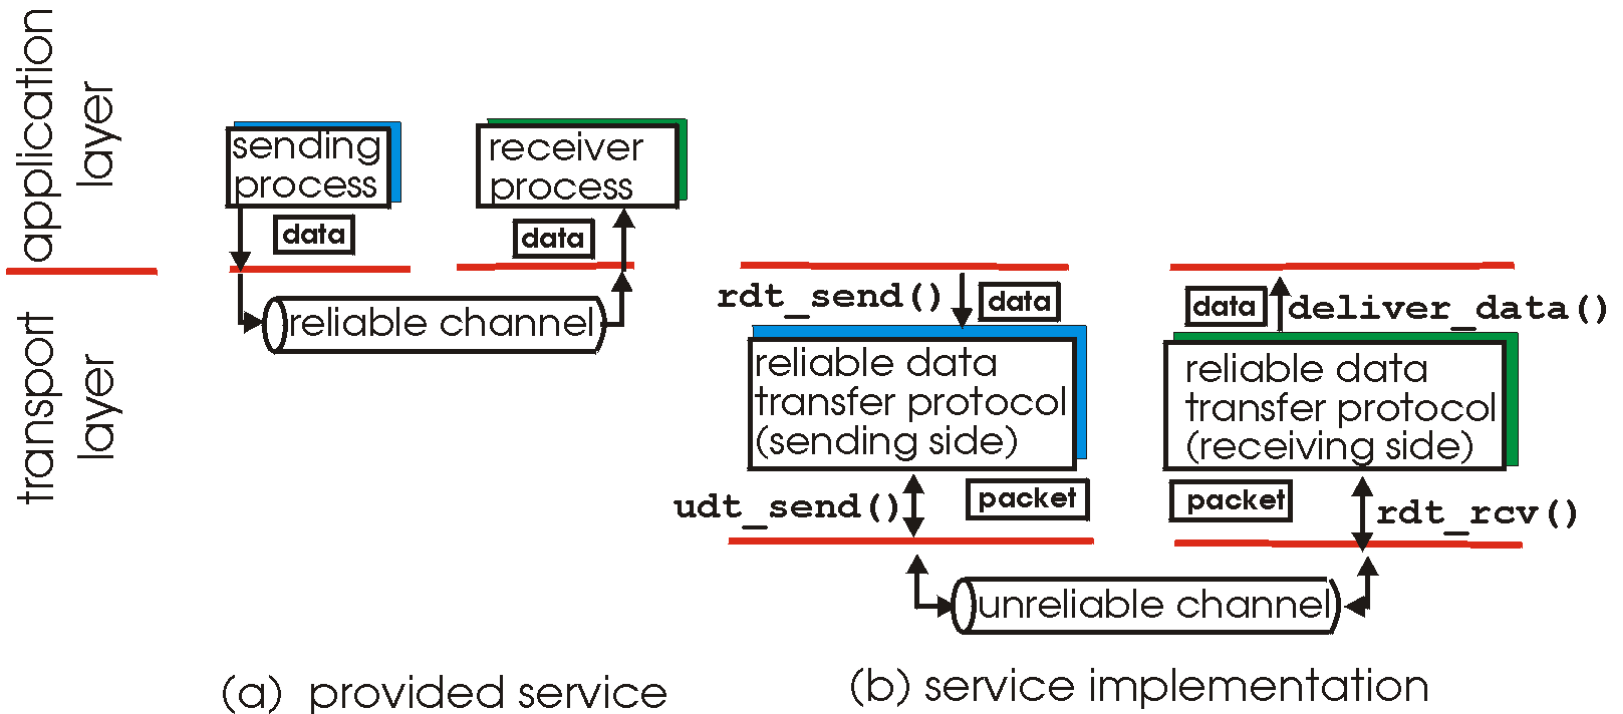 application
layer
transport
layer
sending
process
data
receiver
process
data
reliable channel
(a) provided service
rdt_send()
data
reliable data
transfer protocol
(sending side)
udt_send()
packet
data
deliver_data()
reliable data
transfer protocol
(receiving side)
packet
rdt_rcv()
unreliable channel
(b) service implementation